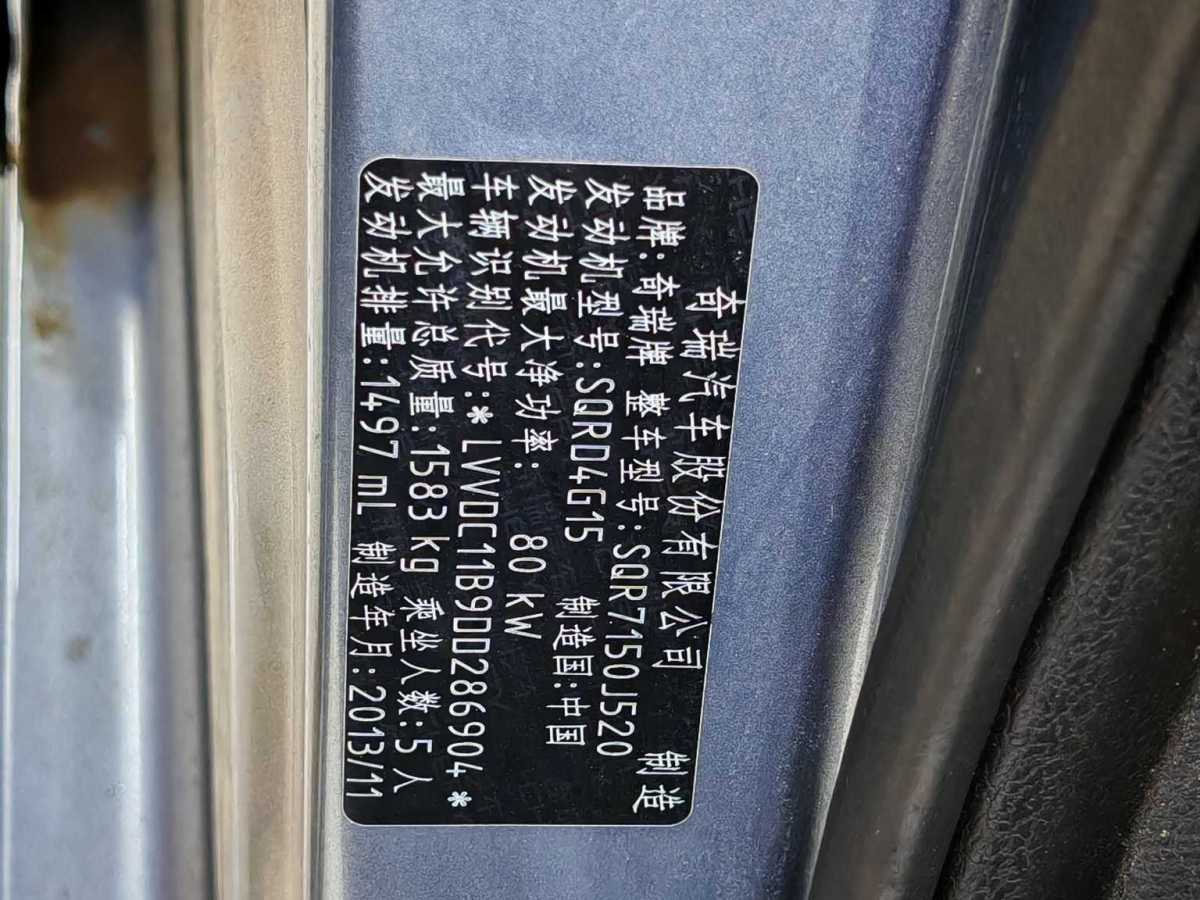 奇瑞汽车股份有限公司 制造
品牌:奇瑞牌 整车型号:SQR7150J520
发动机型号:SQRD4G15 制造国:中国
发动机最大净功率: 80 kW
车辆识别代号:*LVVDC11B9DD286904*
最大允许总质量:1583 kg 乘坐人数:5人
发动机排量:1497 mL 制造年月:2013/11